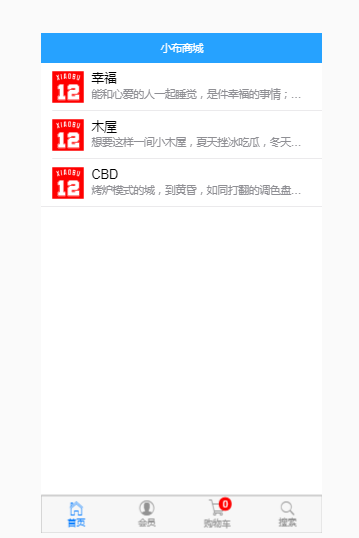 小布商城
XIAOBU
12
幸福
能和心爱的人一起睡觉，是件幸福的事情；...
XIAOBU
12
木屋
想要这样一间小木屋，夏天挫冰吃瓜，冬天...
XIAOBU
12
CBD
烤炉模式的城，到黄昏，如同打翻的调色盘...
0
首页 会员 购物车 搜索